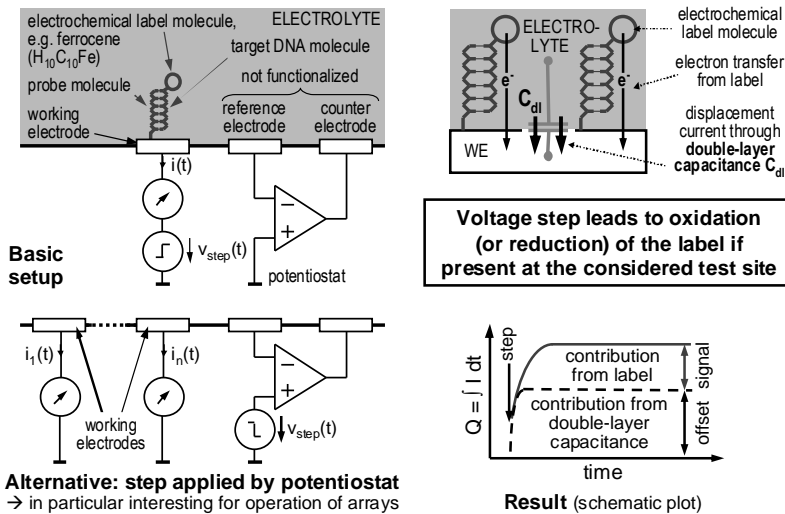 electrochemical label molecule,
e.g. ferrocene
(H10C10Fe)
probe molecule
working
electrode
ELECTROLYTE
target DNA molecule
not functionalized
reference
electrode
counter
electrode
i(t)
vstep(t)
potentiostat
Basic
setup
ELECTRO-
LYTE
e-
Cdl
e-
WE
electrochemical
label molecule
electron transfer
from label
displacement
current through
double-layer
capacitance Cdl
Voltage step leads to oxidation
(or reduction) of the label if
present at the considered test site
i1(t)
in(t)
working
electrodes
vstep(t)
Alternative: step applied by potentiostat
→ in particular interesting for operation of arrays
Q = ∫ I dt
step
contribution
from label
contribution from
double-layer
capacitance
signal
offset
time
Result (schematic plot)